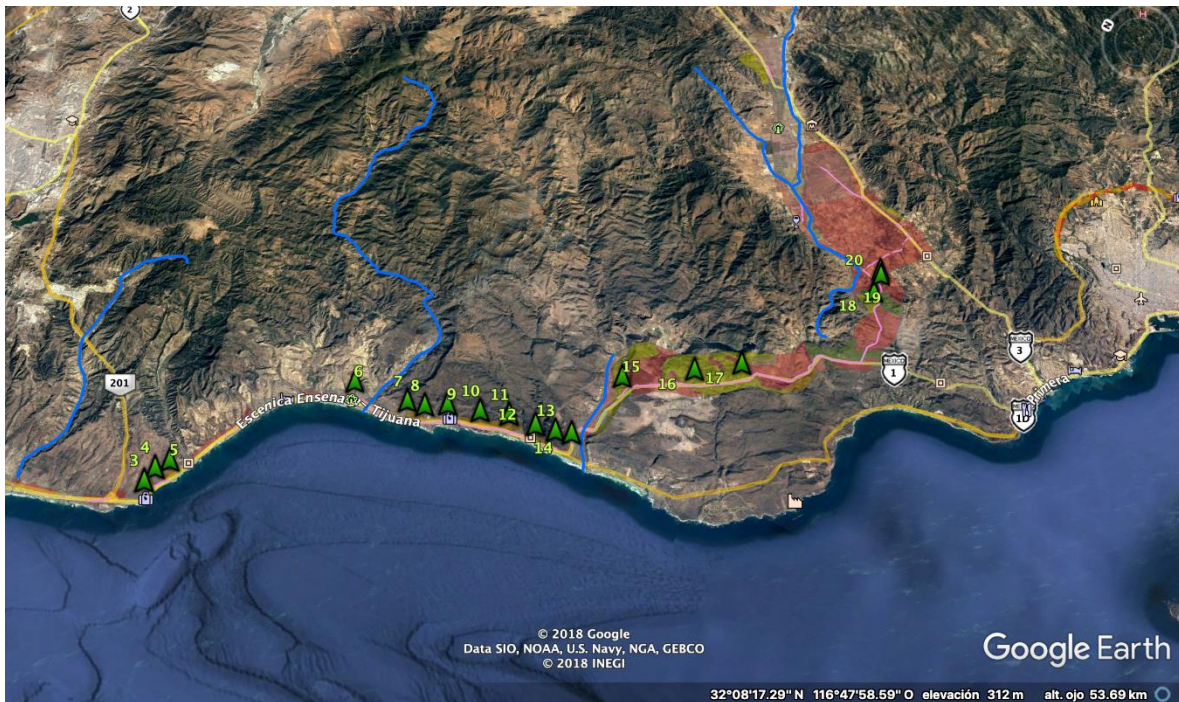 2
N
201
Escenica Ensenada - Tijuana
3
4
5
6
7
8
9
10
11
12
13
14
15
16
17
18
19
20
MEXICO
1
MEXICO
3
1D
Primera
© 2018 Google
Data SIO, NOAA, U.S. Navy, NGA, GEBCO
© 2018 INEGI
Google Earth
32°08'17.29" N 116°47'58.59" O elevación 312 m alt. ojo 53.69 km